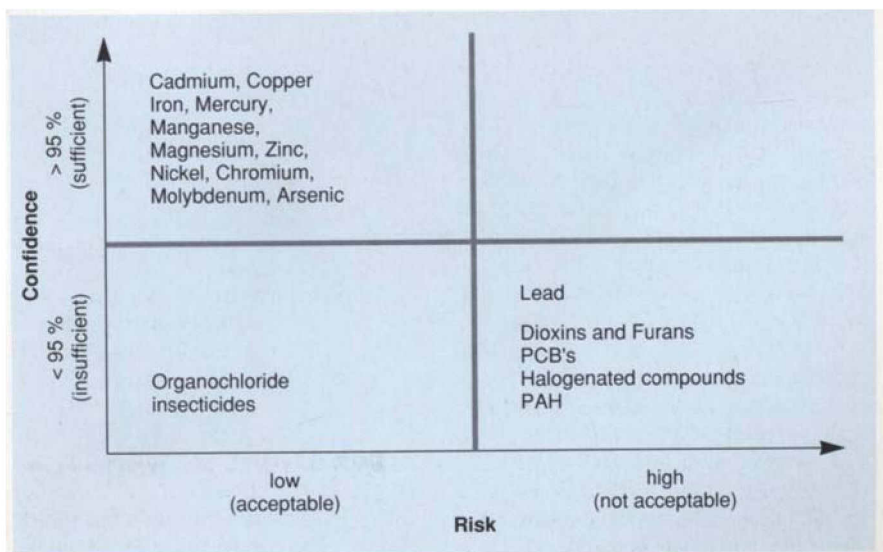 Confidence
> 95 %
(sufficient)
< 95 %
(insufficient)
Cadmium, Copper
Iron, Mercury,
Manganese,
Magnesium, Zinc,
Nickel, Chromium,
Molybdenum, Arsenic
Organochloride
insecticides
Lead
Dioxins and Furans
PCB's
Halogenated compounds
PAH
low
(acceptable)
high
(not acceptable)
Risk